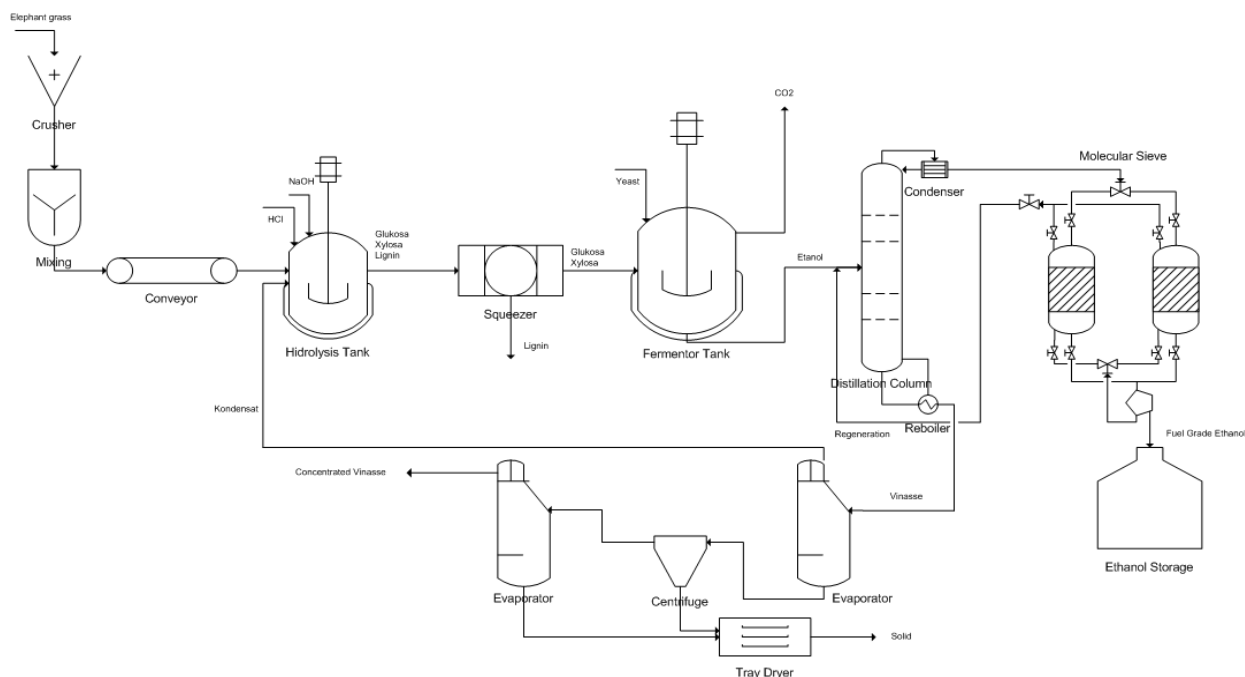 Elephant grass
Crusher
Mixing
Conveyor
HCl
NaOH
Hidrolysis Tank
Glukosa
Xylosa
Lignin
Squeezer
Lignin
Glukosa
Xylosa
Yeast
Fermentor Tank
CO2
Etanol
Condenser
Distillation Column
Reboiler
Regeneration
Molecular Sieve
Fuel Grade Ethanol
Ethanol Storage
Kondensat
Vinasse
Concentrated Vinasse
Evaporator
Centrifuge
Evaporator
Solid
Tray Dryer